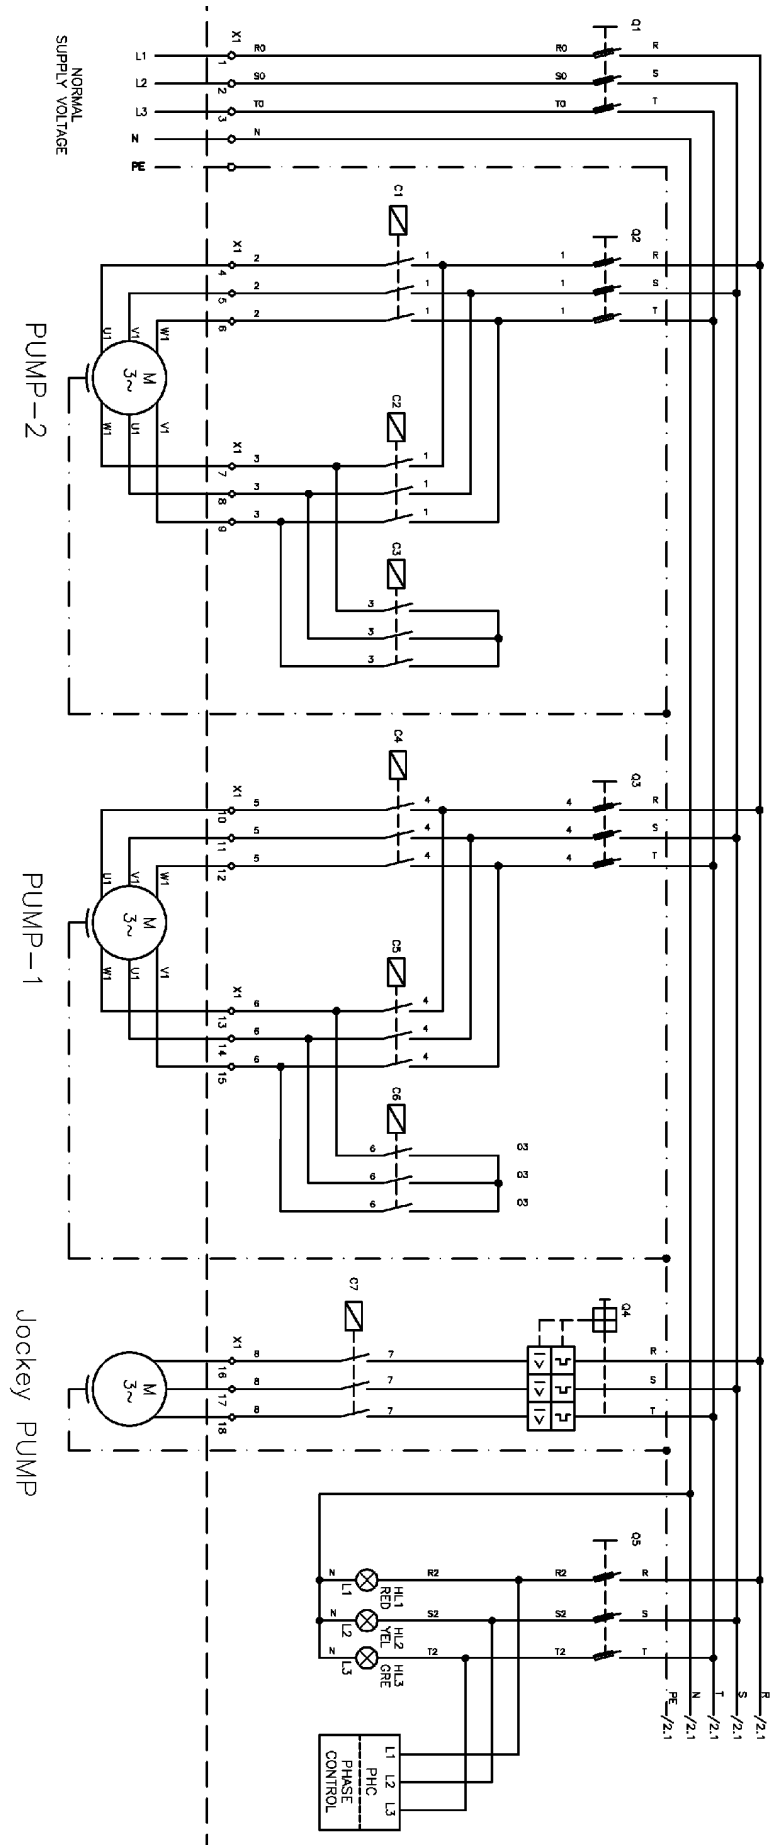 Q1
X1
L1 1 R0 R0 R
L2 2 S0 S0 S
L3 3 T0 T0 T
N N
PE
NORMAL
SUPPLY VOLTAGE
C1
Q2
X1
4 2 1 1 R
5 2 1 1 S
6 2 1 1 T
U1 V1 W1
M
3~
W1 U1 V1
PUMP-2
C2
X1
7 3 1
8 3 1
9 3 1
C3
3
3
3
C4
Q3
X1
10 5 4 4 R
11 5 4 4 S
12 5 4 4 T
U1 V1 W1
M
3~
W1 U1 V1
PUMP-1
C5
X1
13 6 4
14 6 4
15 6 4
C6
6 03
6 03
6 03
C7
Q4
X1
16 8 7 I> R
17 8 7 I> S
18 8 7 I> T
M
3~
Jockey PUMP
Q5
N L1 HL1 RED R2 R2 R
N L2 HL2 YEL S2 S2 S
N L3 HL3 GRE T2 T2 T
R /2.1
S /2.1
T /2.1
N /2.1
PE /2.1
L1 L2 L3
PHC
PHASE
CONTROL